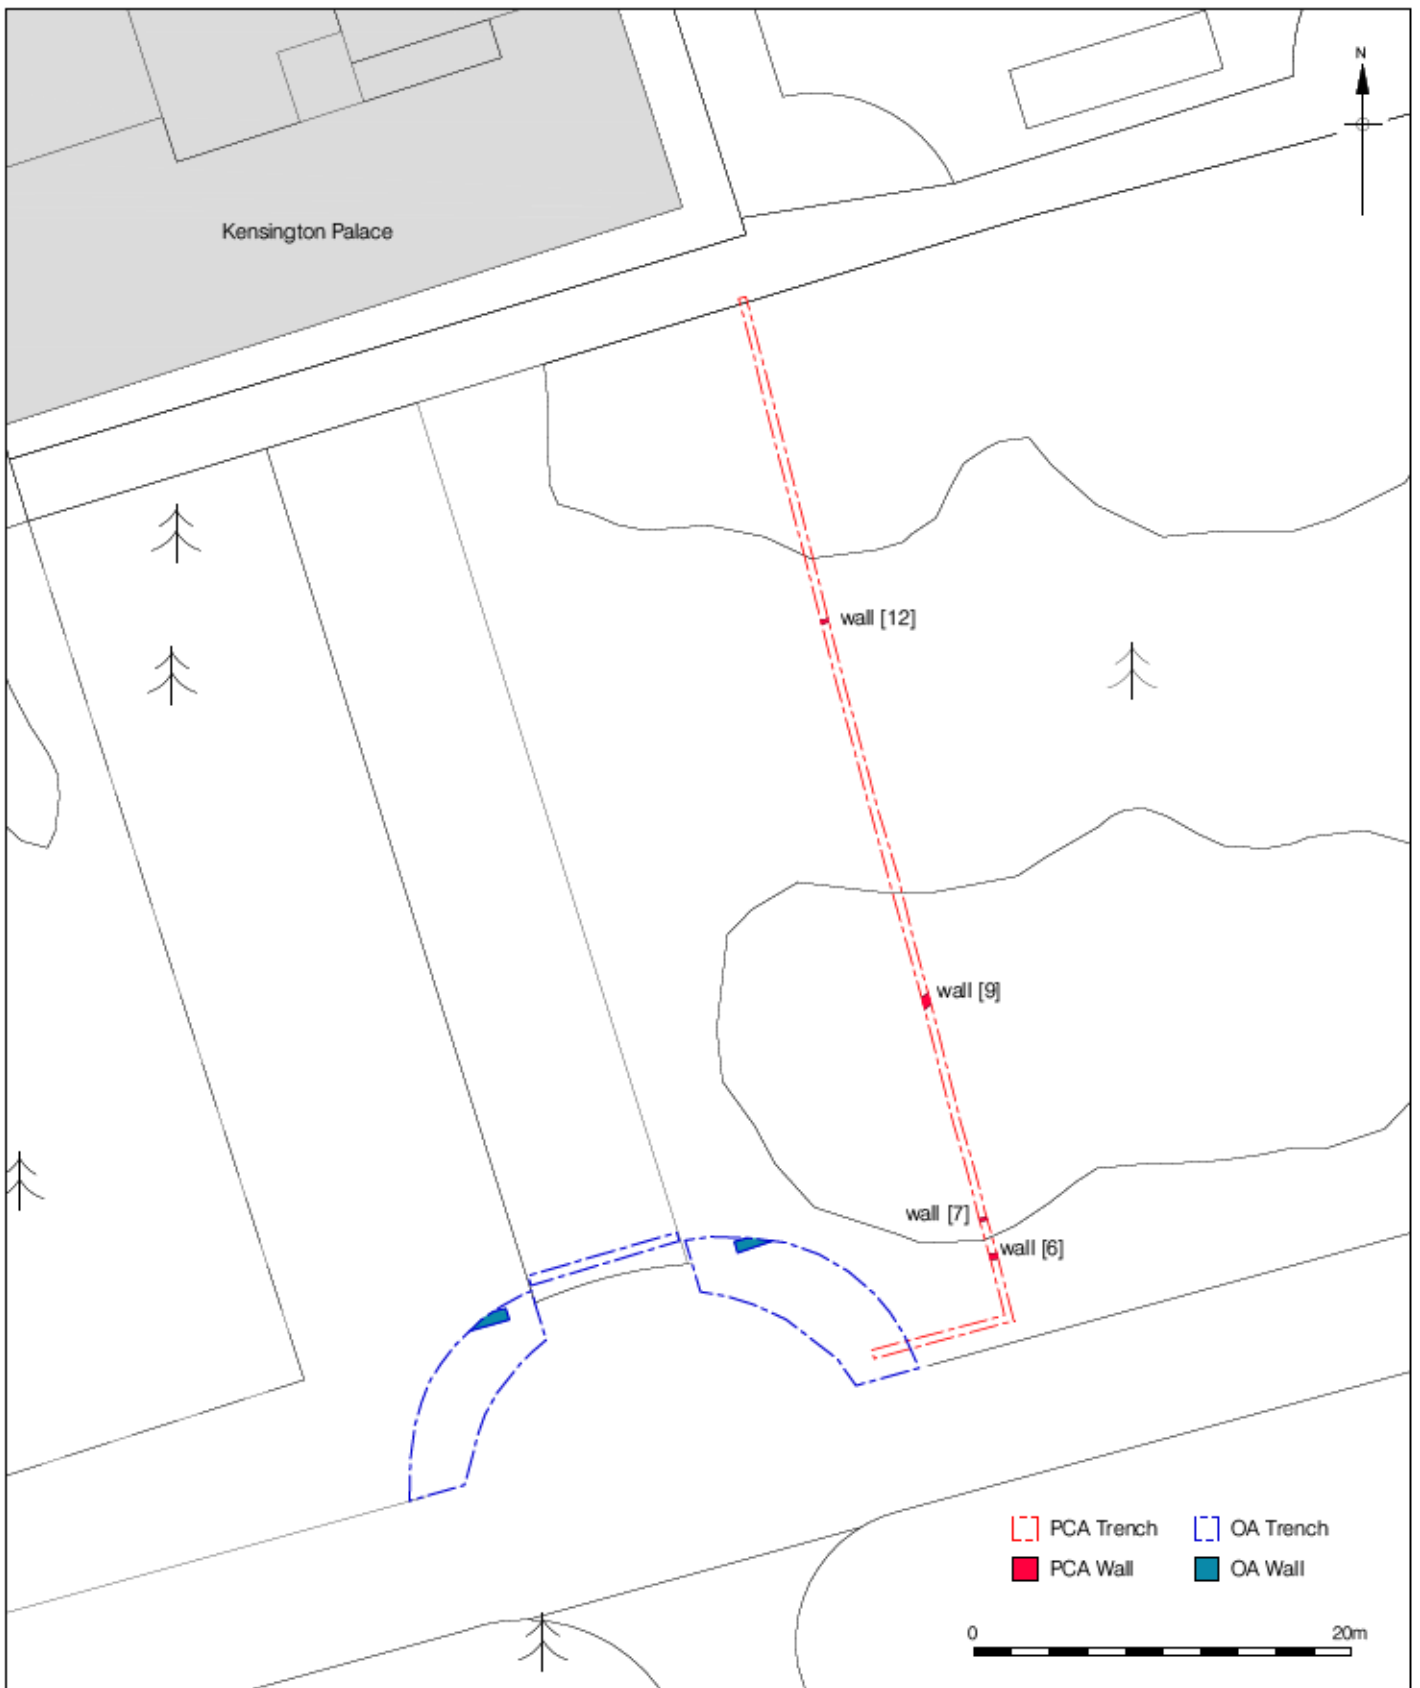 N
Kensington Palace
wall [12]
wall [9]
wall [7]
wall [6]
PCA Trench
OA Trench
PCA Wall
OA Wall
0
20m